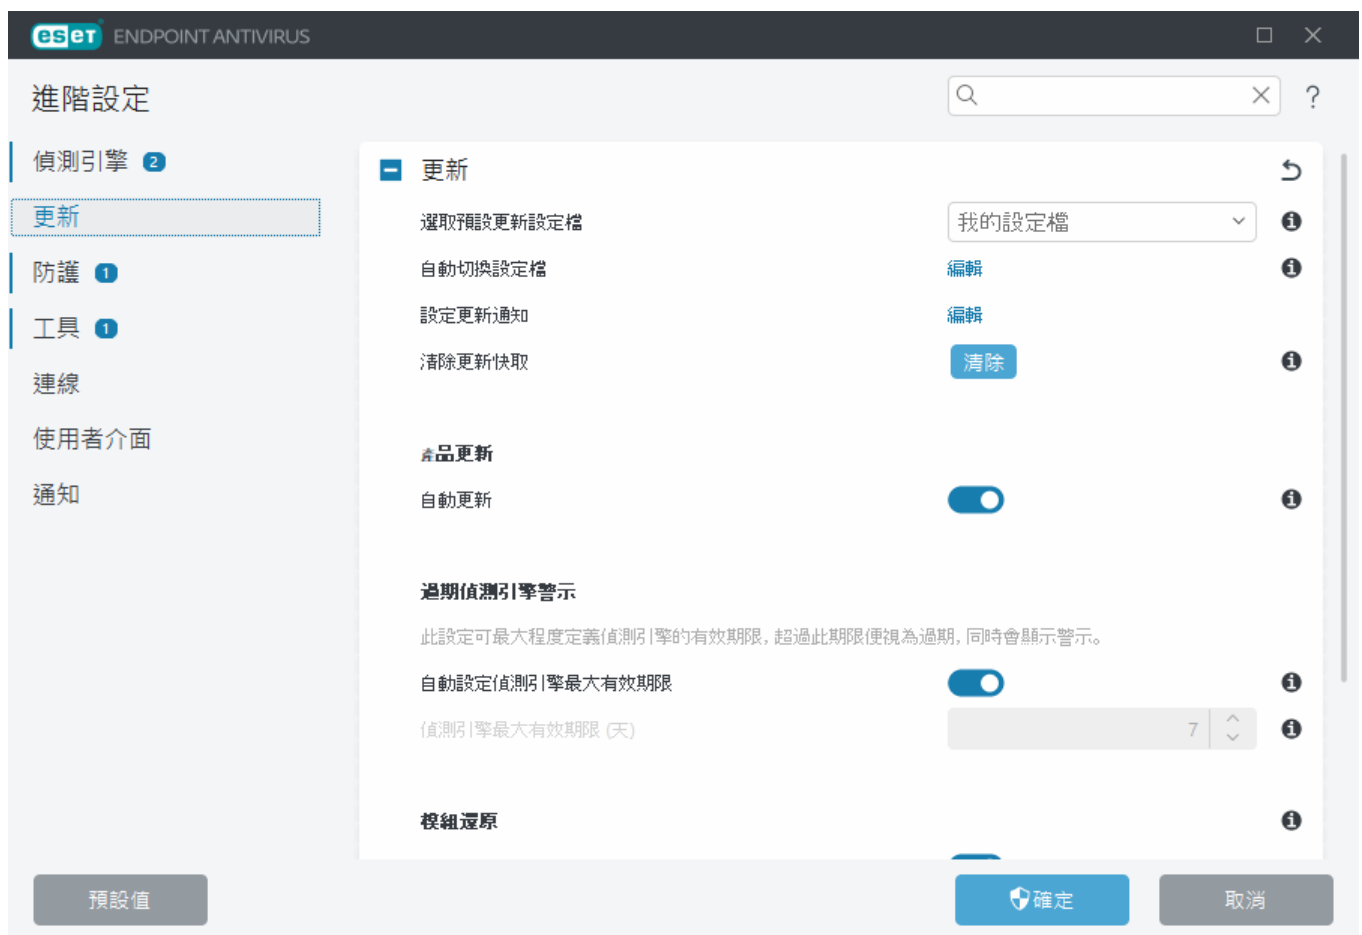 eset ENDPOINT ANTIVIRUS
進階設定
?
偵測引擎 2
更新
防護 1
工具 1
連線
使用者介面
通知
更新
選取預設更新設定檔
我的設定檔
自動切換設定檔
編輯
設定更新通知
編輯
清除更新快取
清除
產品更新
自動更新
過期偵測引擎警示
此設定可最大程度定義偵測引擎的有效期限, 超過此期限便視為過期, 同時會顯示警示。
自動設定偵測引擎最大有效期限
偵測引擎最大有效期限 (天)
7
模組還原
預設值
確定
取消